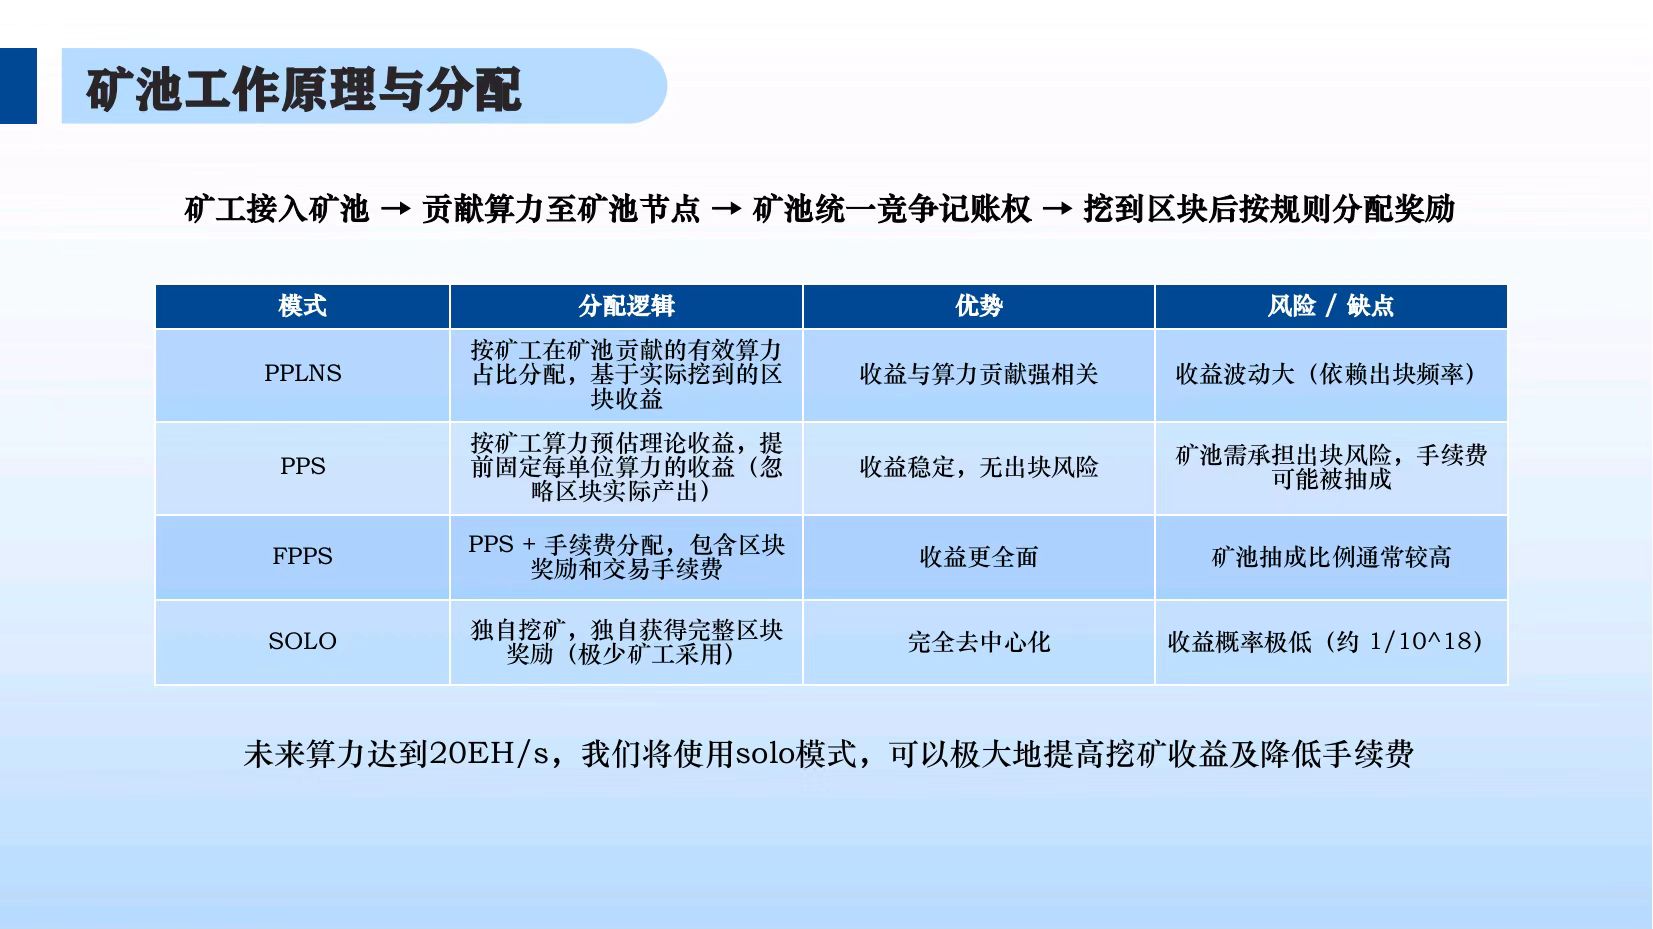 矿池工作原理与分配
矿工接入矿池 → 贡献算力至矿池节点 → 矿池统一竞争记账权 → 挖到区块后按规则分配奖励
模式 分配逻辑 优势 风险 / 缺点
PPLNS
按矿工在矿池贡献的有效算力
占比分配，基于实际挖到的区
块收益
收益与算力贡献强相关
收益波动大（依赖出块频率）
PPS
按矿工算力预估理论收益，提
前固定每单位算力的收益（忽
略区块实际产出）
收益稳定，无出块风险
矿池需承担出块风险，手续费
可能被抽成
FPPS
PPS + 手续费分配，包含区块
奖励和交易手续费
收益更全面
矿池抽成比例通常较高
SOLO
独自挖矿，独自获得完整区块
奖励（极少矿工采用）
完全去中心化
收益概率极低（约 1/10^18）
未来算力达到20EH/s，我们将使用solo模式，可以极大地提高挖矿收益及降低手续费